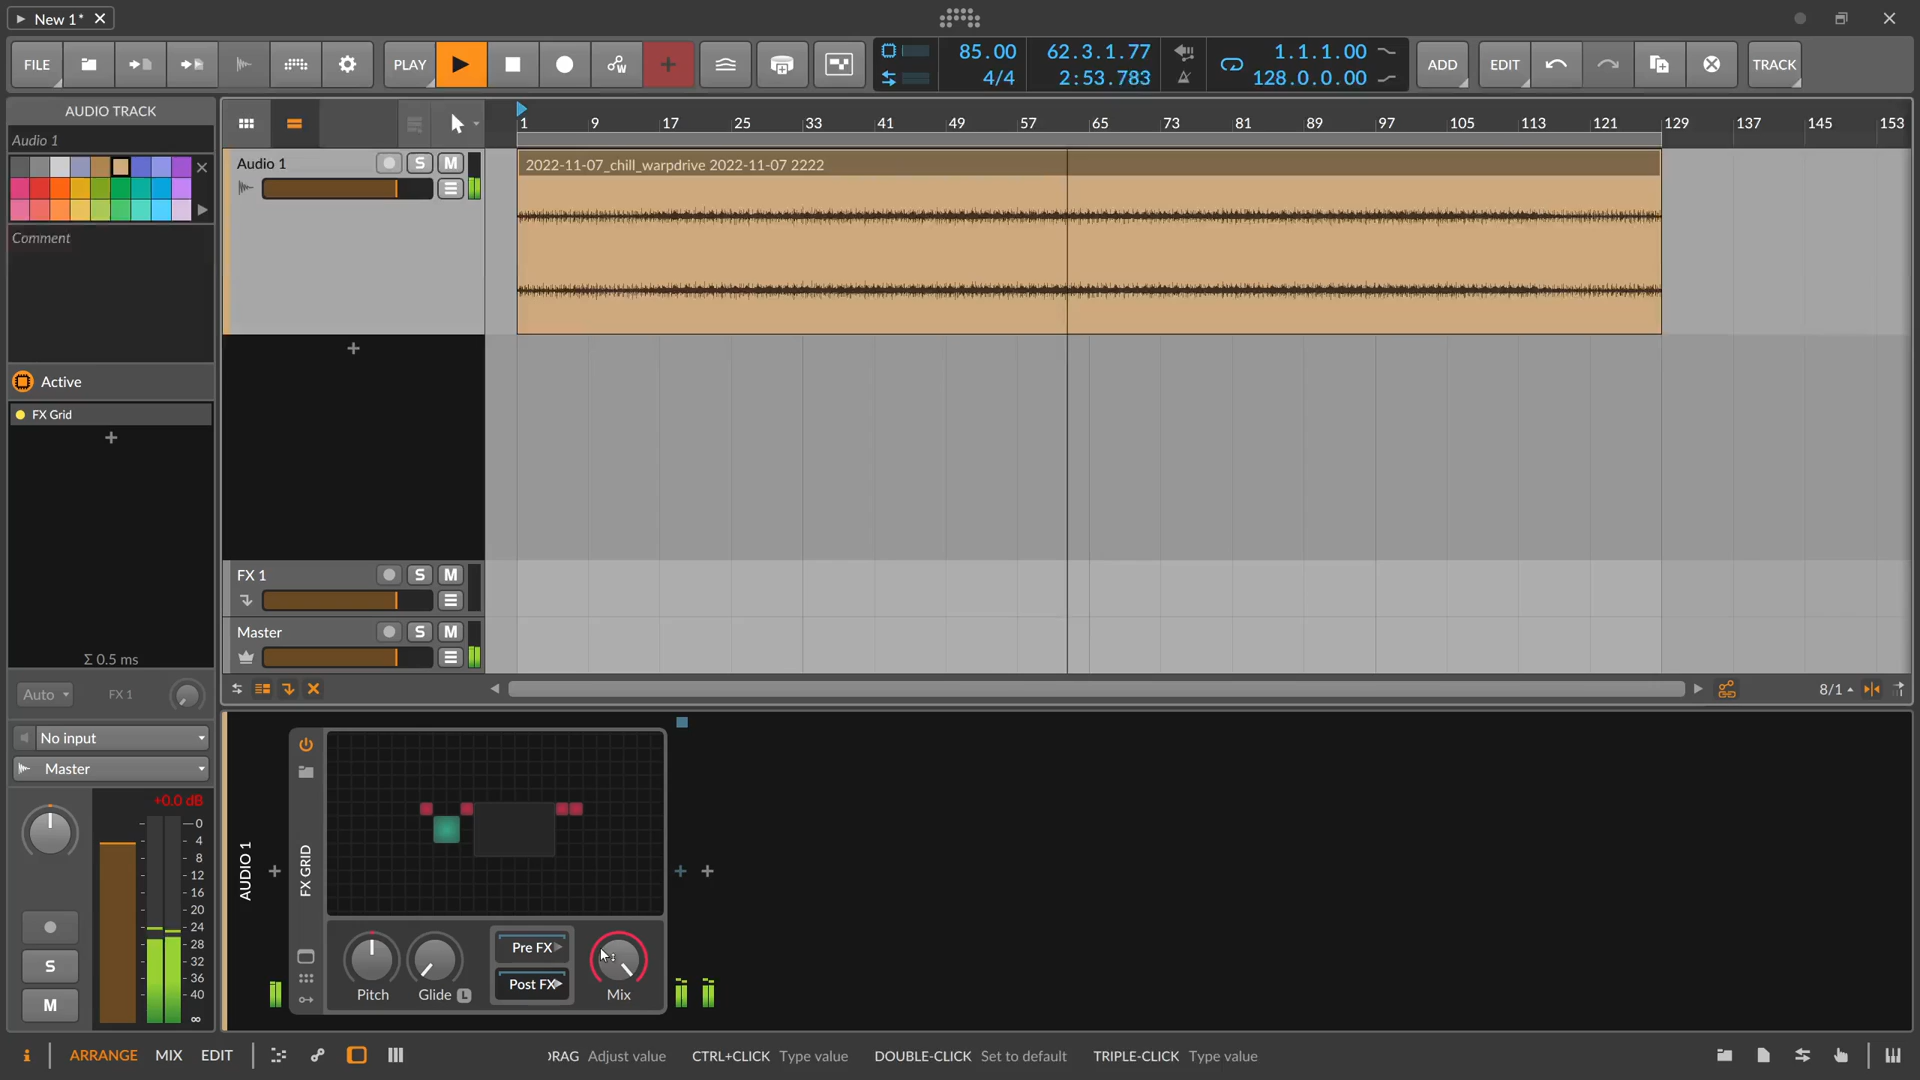 New 1*
FILE
PLAY
85.00
4/4
62.3.1.77
2:53.783
1.1.1.00
128.0.0.00
ADD
EDIT
TRACK
AUDIO TRACK
Audio 1
Comment
Active
FX Grid
Σ 0.5 ms
Auto
FX 1
No input
Master
+0.0 dB
0
4
8
12
16
20
24
28
32
36
40
∞
S
M
1 9 17 25 33 41 49 57 65 73 81 89 97 105 113 121 129 137 145 153
Audio 1
S M
2022-11-07_chill_warpdrive 2022-11-07 2222
FX 1
S M
Master
S M
8/1
AUDIO 1
FX GRID
Pitch
Glide L
Pre FX
Post FX
Mix
i
ARRANGE MIX EDIT
DRAG Adjust value CTRL+CLICK Type value DOUBLE-CLICK Set to default TRIPLE-CLICK Type value